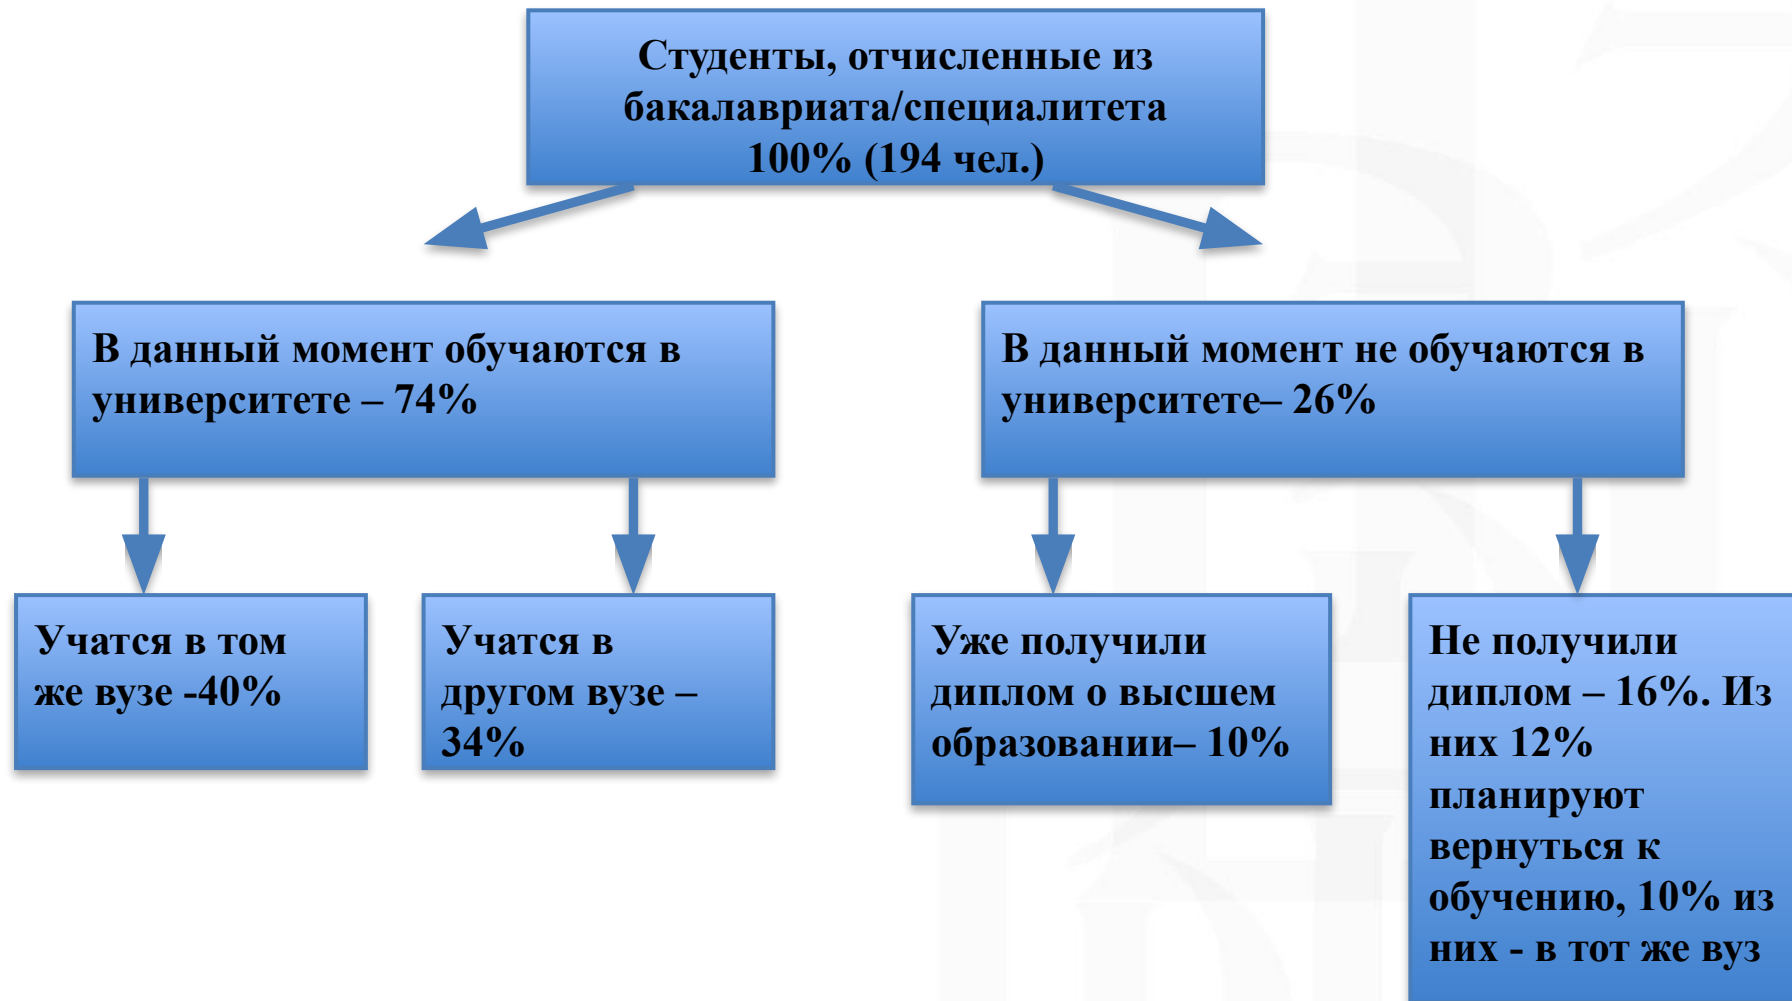 Студенты, отчисленные из
бакалавриата/специалитета
100% (194 чел.)
В данный момент обучаются в
университете – 74%
В данный момент не обучаются в
университете– 26%
Учатся в том
же вузе -40%
Учатся в
другом вузе –
34%
Уже получили
диплом о высшем
образовании– 10%
Не получили
диплом – 16%. Из
них 12%
планируют
вернуться к
обучению, 10% из
них - в тот же вуз